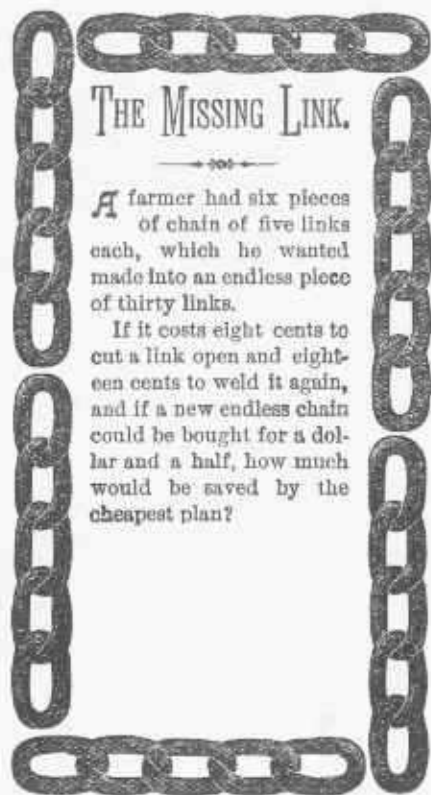 THE MISSING LINK.
A farmer had six pieces
of chain of five links
each, which he wanted
made into an endless piece
of thirty links.
If it costs eight cents to
cut a link open and eight-
een cents to weld it again,
and if a new endless chain
could be bought for a dol-
lar and a half, how much
would be saved by the
cheapest plan?